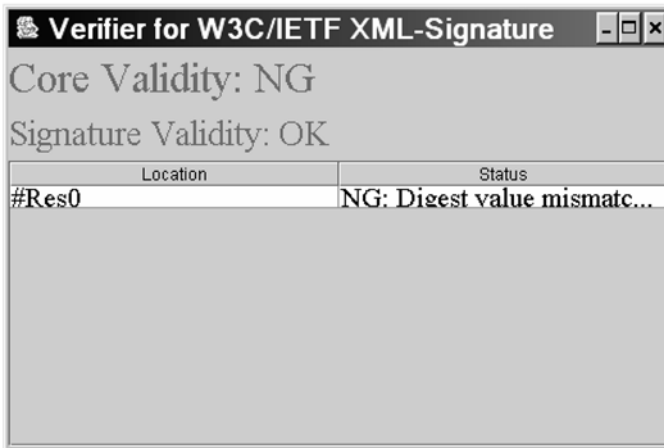 Verifier for W3C/IETF XML-Signature
Core Validity: NG
Signature Validity: OK
Location Status
#Res0 NG: Digest value mismatc...